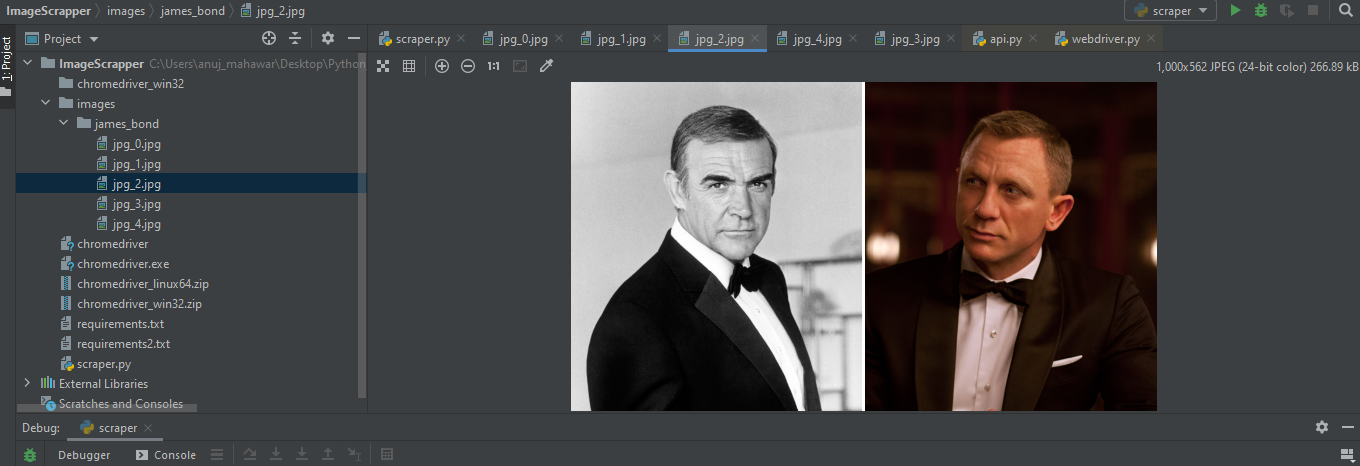 ImageScrapper images james_bond jpg_2.jpg scraper
Project scraper.py jpg_0.jpg jpg_1.jpg jpg_2.jpg jpg_4.jpg jpg_3.jpg api.py webdriver.py
1: Project
ImageScrapper C:\Users\anuj_mahawar\Desktop\Python
1:1 1,000x562 JPEG (24-bit color) 266.89 kB
chromedriver_win32
images
james_bond
jpg_0.jpg
jpg_1.jpg
jpg_2.jpg
jpg_3.jpg
jpg_4.jpg
chromedriver
chromedriver.exe
chromedriver_linux64.zip
chromedriver_win32.zip
requirements.txt
requirements2.txt
scraper.py
External Libraries
Scratches and Consoles
Debug: scraper
Debugger Console